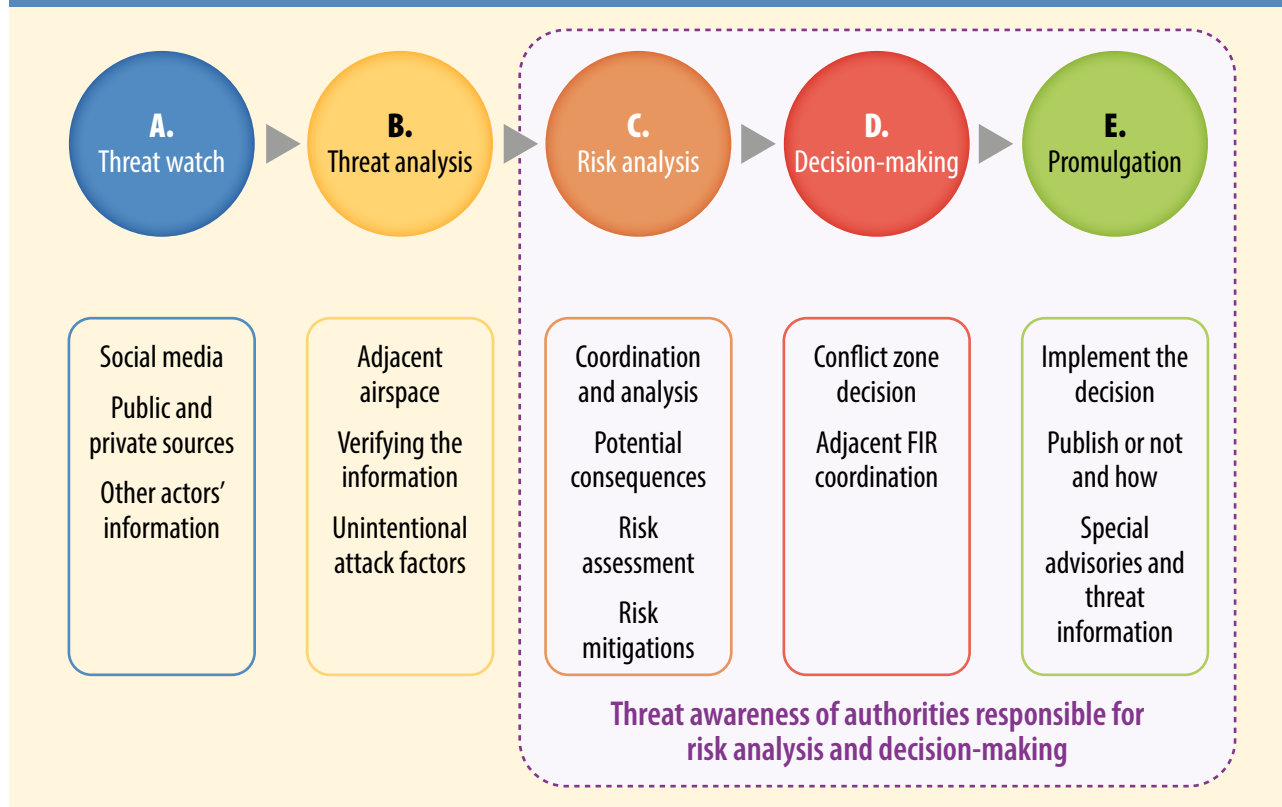 A.
Threat watch
B.
Threat analysis
C.
Risk analysis
D.
Decision-making
E.
Promulgation
Social media
Public and
private sources
Other actors’
information
Adjacent
airspace
Verifying the
information
Unintentional
attack factors
Coordination
and analysis
Potential
consequences
Risk
assessment
Risk
mitigations
Conflict zone
decision
Adjacent FIR
coordination
Implement the
decision
Publish or not
and how
Special
advisories and
threat
information
Threat awareness of authorities responsible for
risk analysis and decision-making